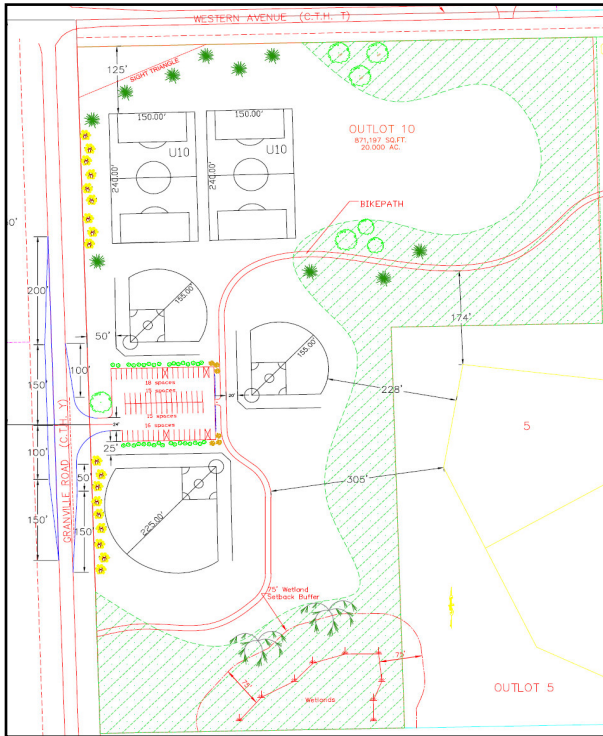 WESTERN AVENUE (C.T.H. T)
125'
SIGHT TRIANGLE
150.00'
150.00'
U10
U10
240.00'
240.00'
OUTLOT 10
871,197 SQ.FT.
20.000 AC.
BIKEPATH
200'
155.00'
174'
50'
100'
155.00'
150'
18 spaces
15 spaces
20'
228'
5
15 spaces
16 spaces
24'
GRANVILLE ROAD (C.T.H. Y)
100'
25'
50'
305'
150'
150'
225.00'
75' Wetland
Setback Buffer
75'
75'
Wetlands
OUTLOT 5